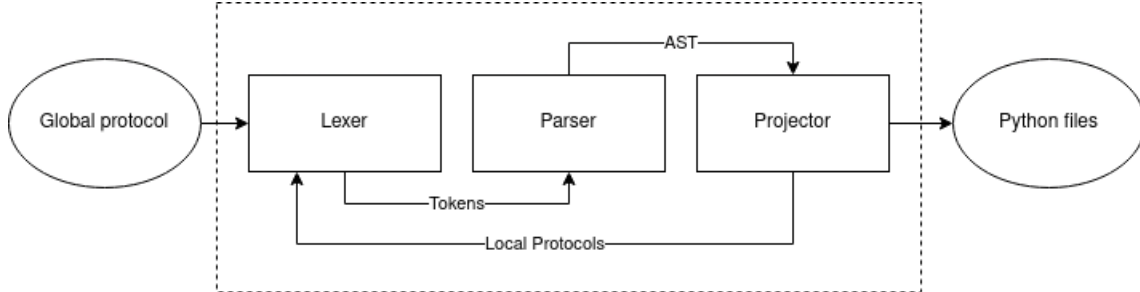 AST
Global protocol
Lexer
Parser
Projector
Python files
Tokens
Local Protocols